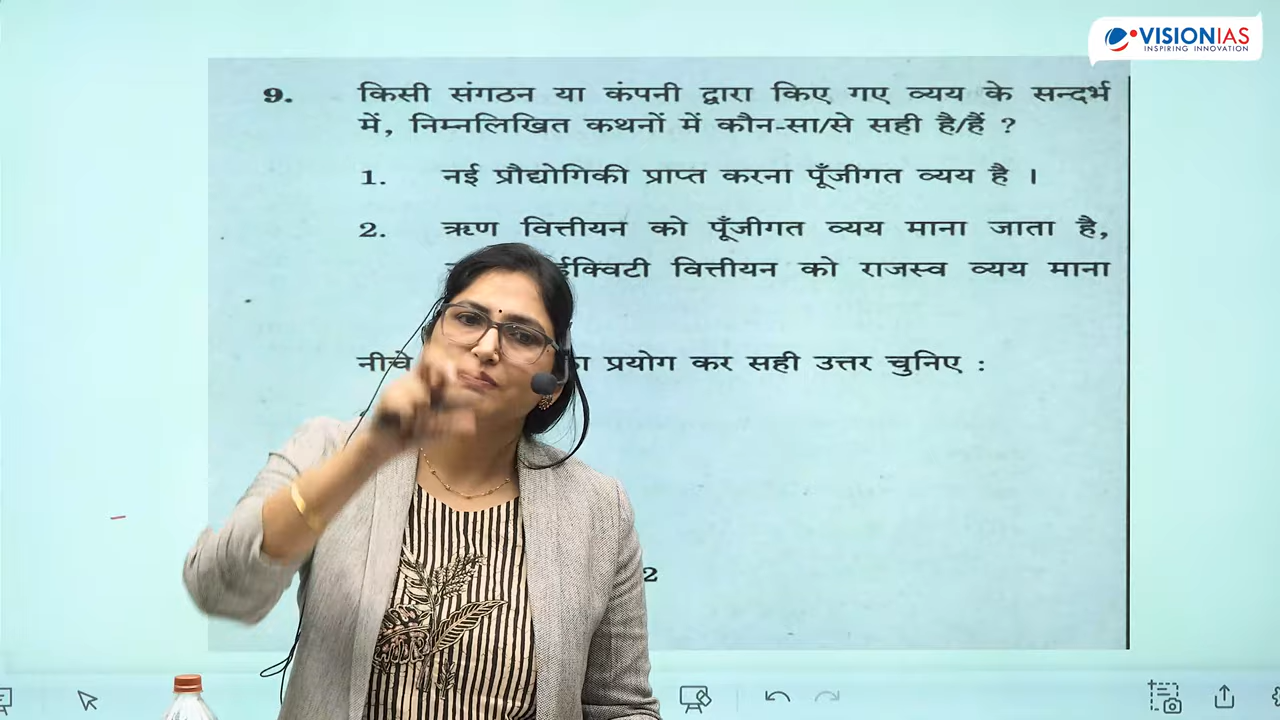 VISIONIAS
INSPIRING INNOVATION
9. किसी संगठन या कंपनी द्वारा किए गए व्यय के सन्दर्भ
में, निम्नलिखित कथनों में कौन-सा/से सही है/हैं ?
1. नई प्रौद्योगिकी प्राप्त करना पूँजीगत व्यय है ।
2. ऋण वित्तीयन को पूँजीगत व्यय माना जाता है,
ईक्विटी वित्तीयन को राजस्व व्यय माना
नीचे प्रयोग कर सही उत्तर चुनिए :
2